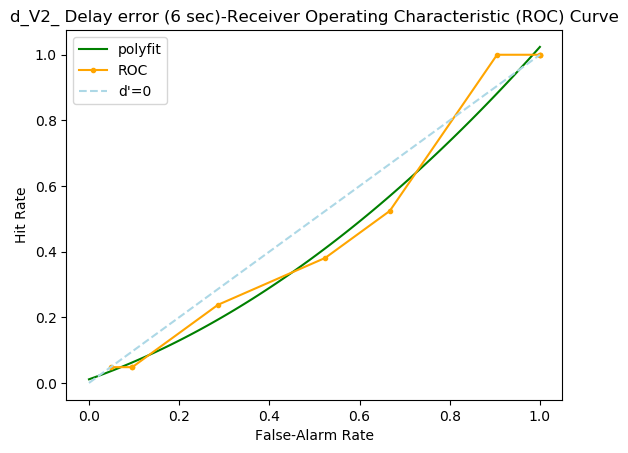 d_V2_ Delay error (6 sec)-Receiver Operating Characteristic (ROC) Curve
polyfit
ROC
d'=0
1.0
0.8
0.6
0.4
0.2
0.0
Hit Rate
0.0 0.2 0.4 0.6 0.8 1.0
False-Alarm Rate